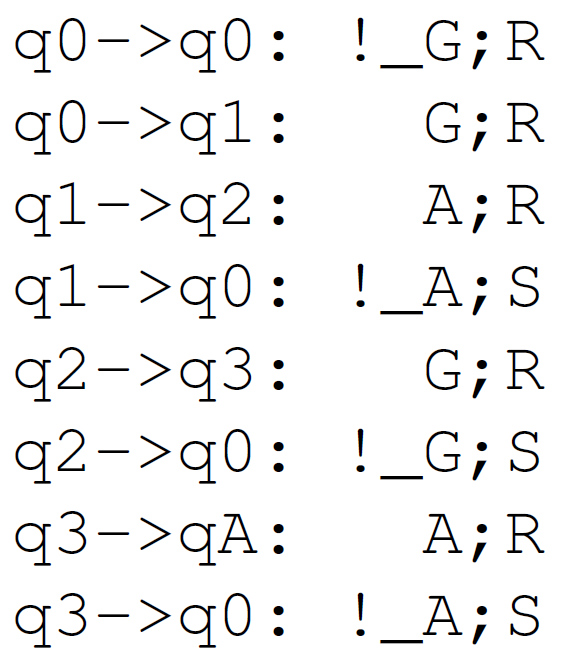 q0->q0: !_G;R
q0->q1:   G;R
q1->q2:   A;R
q1->q0: !_A;S
q2->q3:   G;R
q2->q0: !_G;S
q3->qA:   A;R
q3->q0: !_A;S